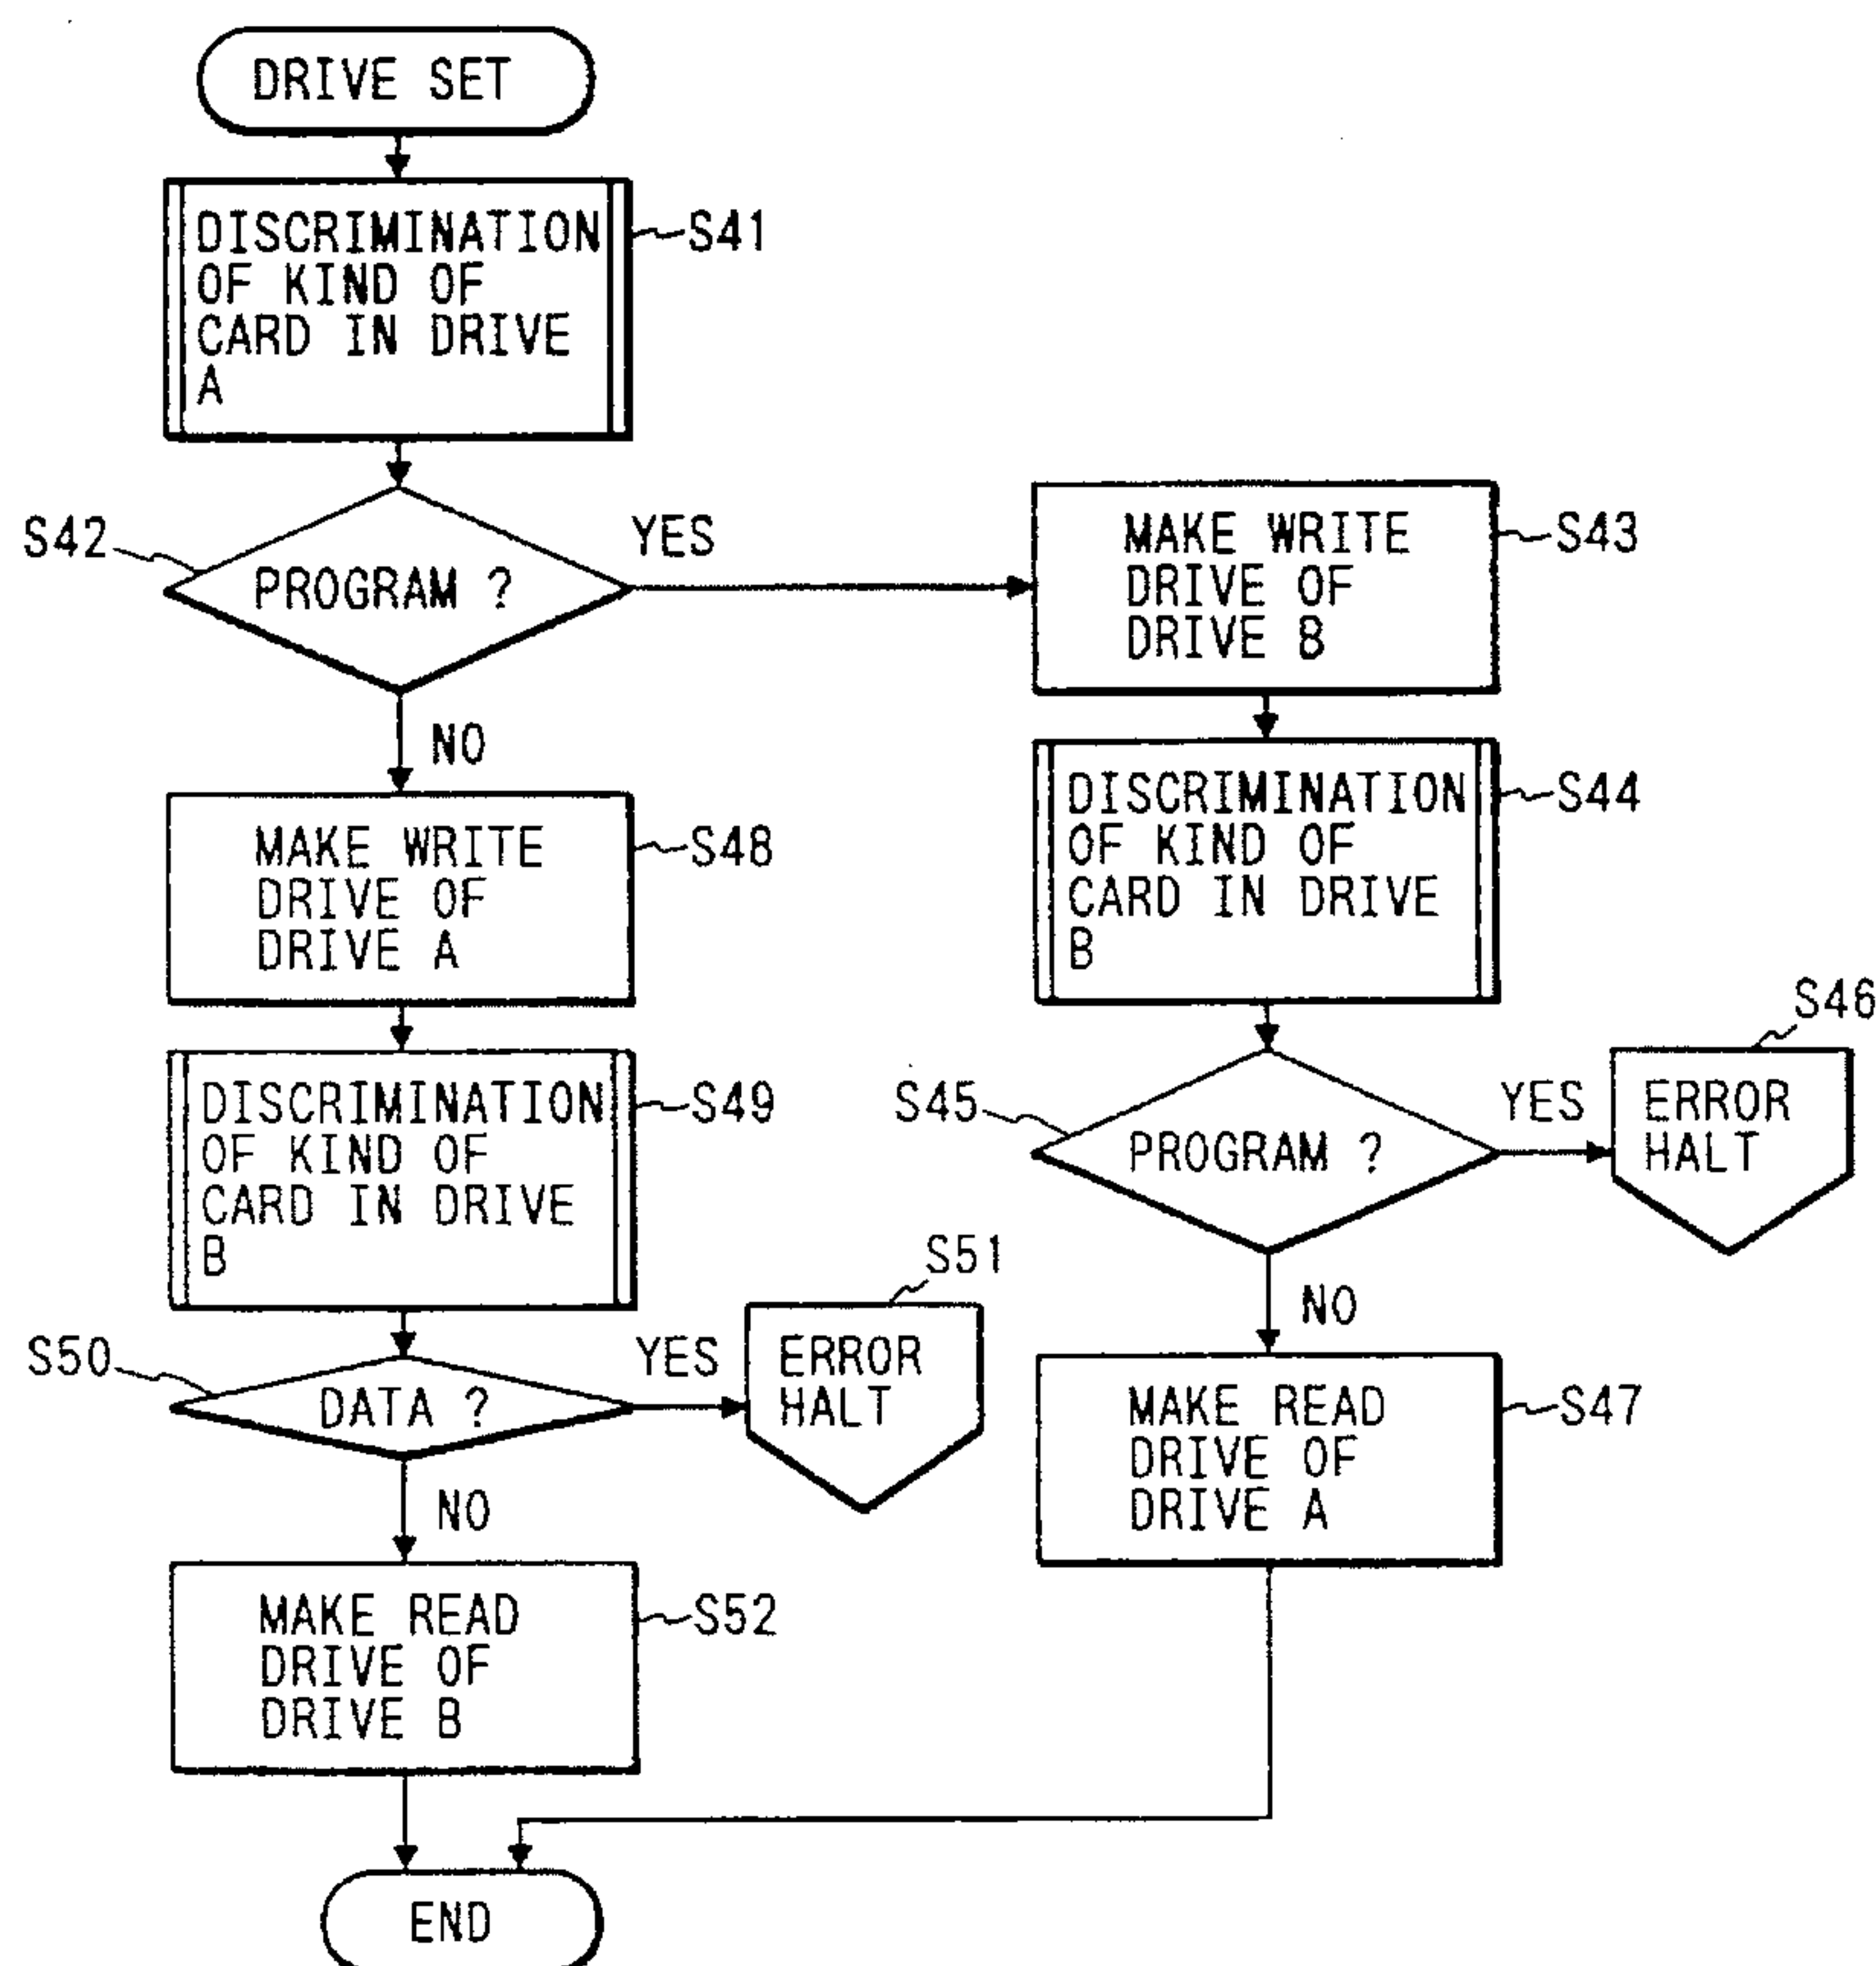 DRIVE SET
DISCRIMINATION
OF KIND OF
CARD IN DRIVE
A
S41
S42
PROGRAM ?
YES
NO
MAKE WRITE
DRIVE OF
DRIVE B
S43
DISCRIMINATION
OF KIND OF
CARD IN DRIVE
B
S44
S45
PROGRAM ?
YES
S46
ERROR
HALT
NO
MAKE READ
DRIVE OF
DRIVE A
S47
MAKE WRITE
DRIVE OF
DRIVE A
S48
DISCRIMINATION
OF KIND OF
CARD IN DRIVE
B
S49
S50
DATA ?
YES
S51
ERROR
HALT
NO
MAKE READ
DRIVE OF
DRIVE B
S52
END